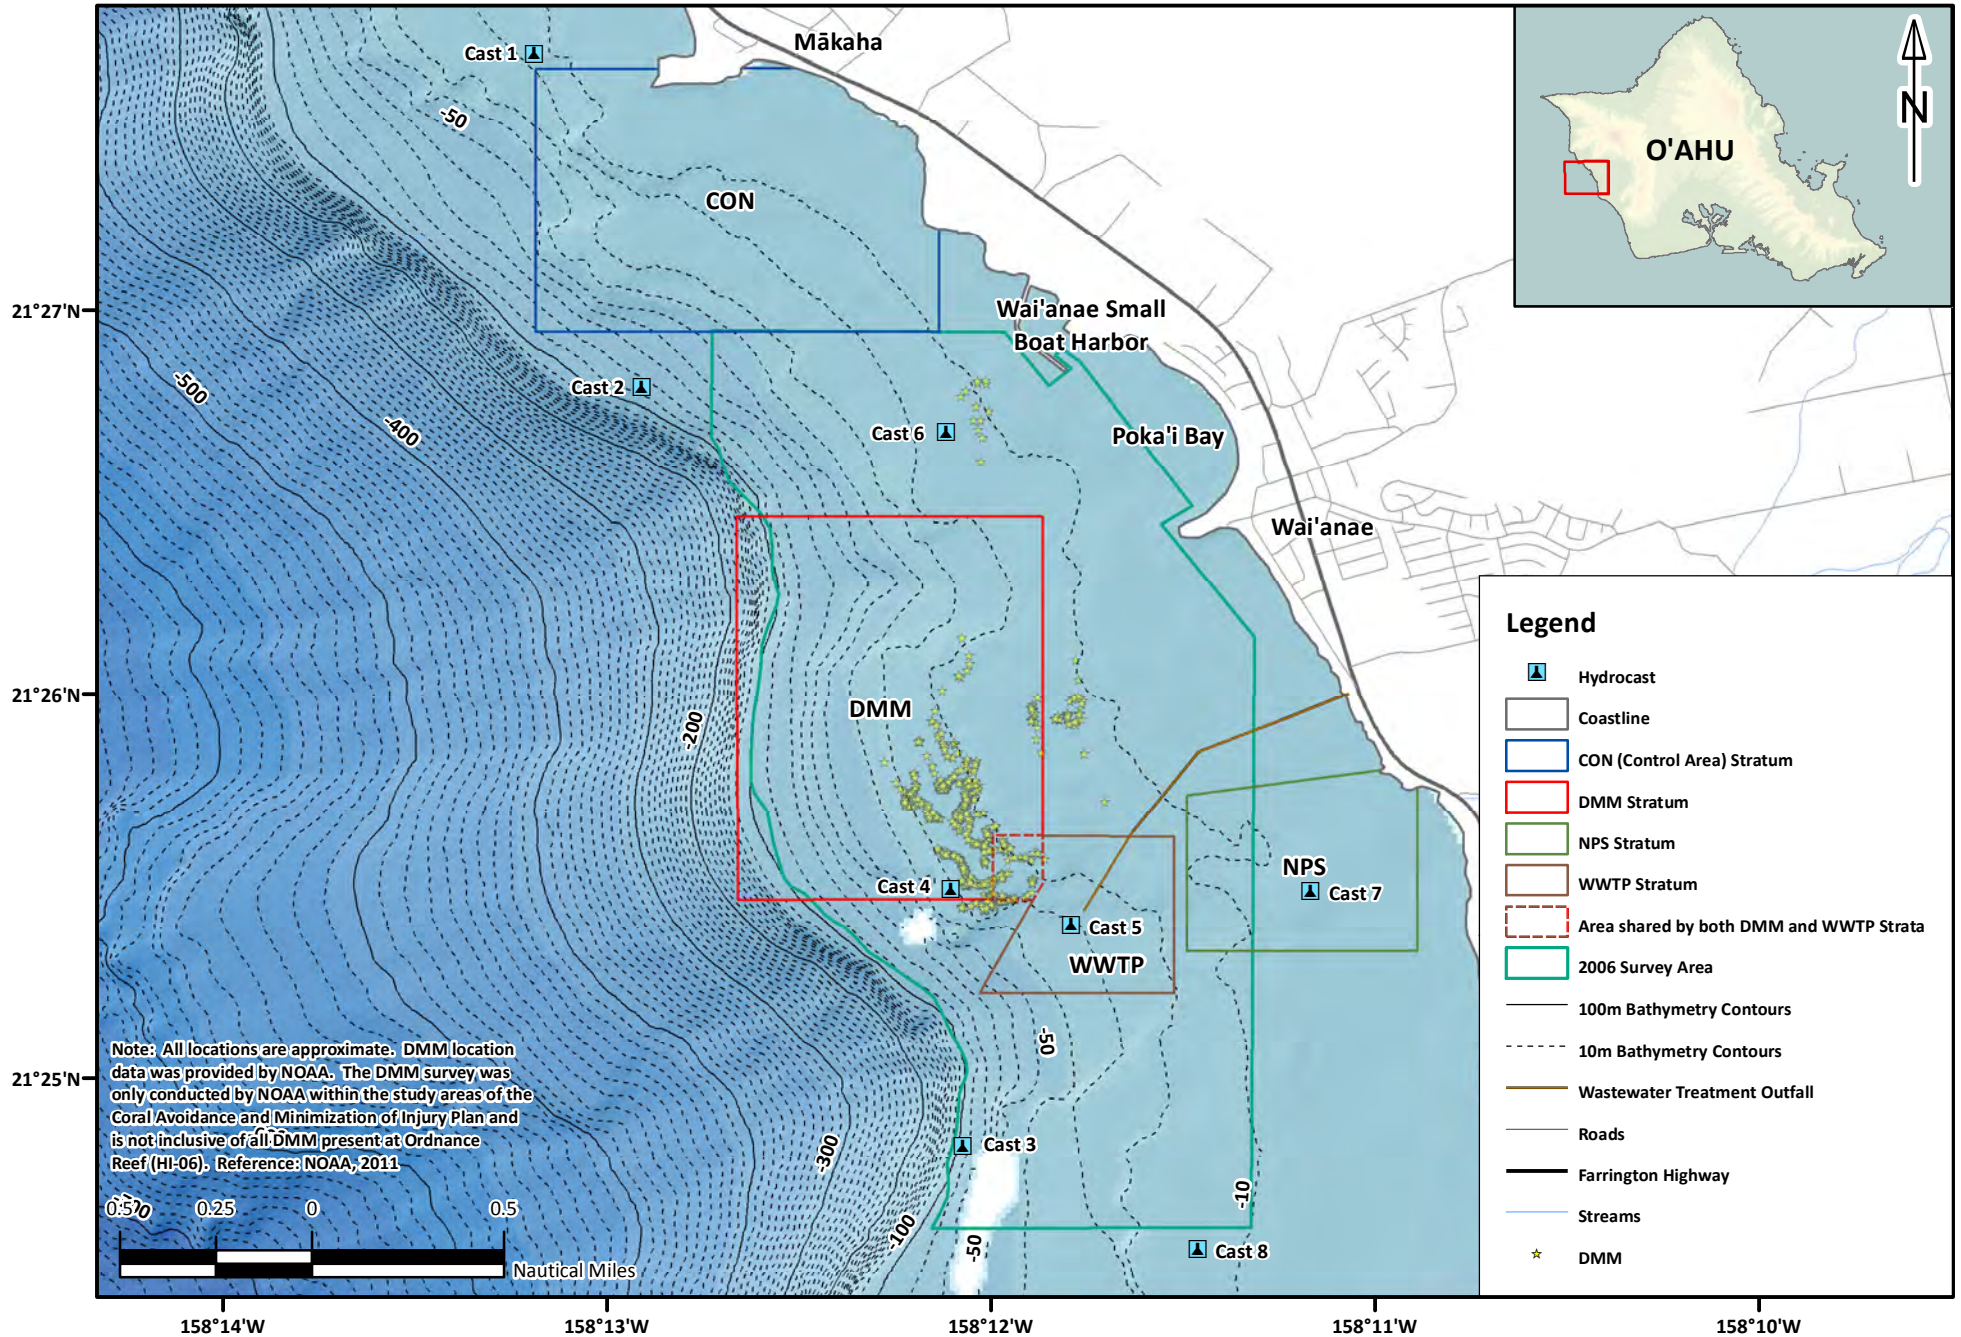 Cast 1
Mākaha
N
O'AHU
-50
CON
21°27'N
Wai'anae Small
Boat Harbor
-500
Cast 2
-400
Cast 6
Poka'i Bay
Wai'anae
21°26'N
DMM
-200
Cast 4
NPS
Cast 7
Cast 5
WWTP
-50
21°25'N
Cast 3
-300
-10
-100
-50
Cast 8
Note: All locations are approximate. DMM location
data was provided by NOAA. The DMM survey was
only conducted by NOAA within the study areas of the
Coral Avoidance and Minimization of Injury Plan and
is not inclusive of all DMM present at Ordnance
Reef (HI-06). Reference: NOAA, 2011
0.5 0.25 0 0.5
Nautical Miles
Legend
Hydrocast
Coastline
CON (Control Area) Stratum
DMM Stratum
NPS Stratum
WWTP Stratum
Area shared by both DMM and WWTP Strata
2006 Survey Area
100m Bathymetry Contours
10m Bathymetry Contours
Wastewater Treatment Outfall
Roads
Farrington Highway
Streams
DMM
158°14'W 158°13'W 158°12'W 158°11'W 158°10'W